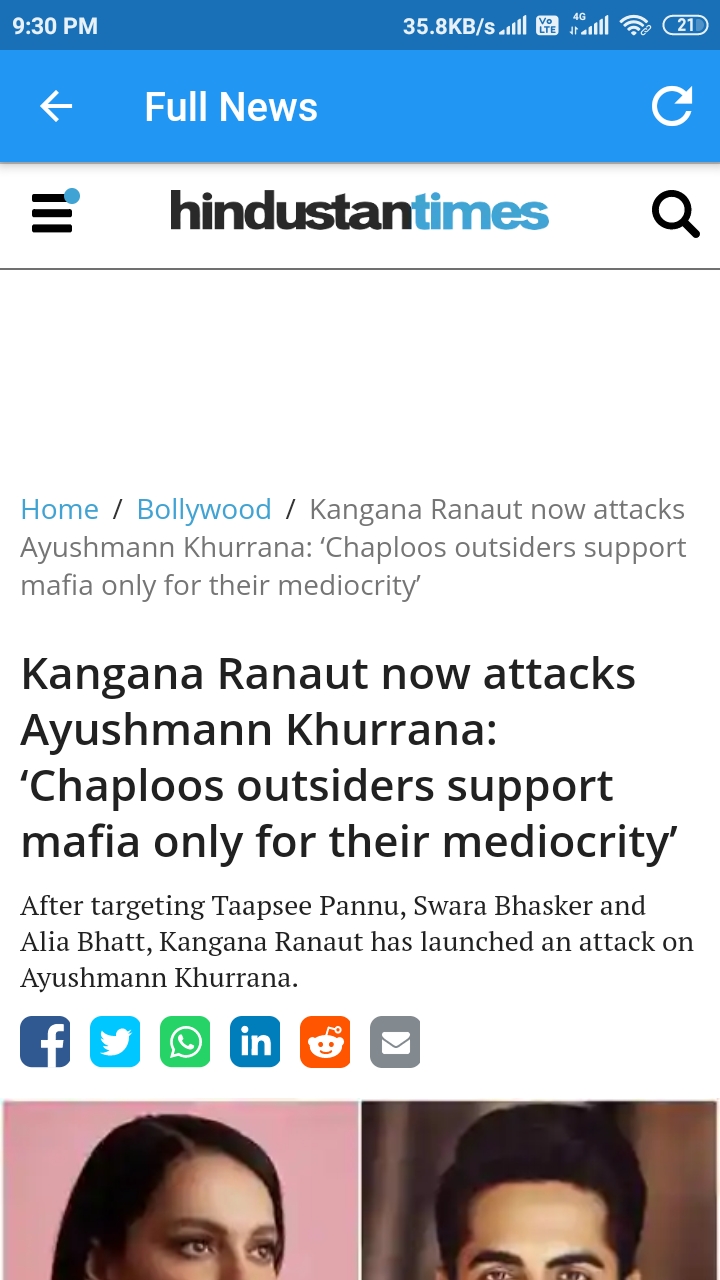 9:30 PM 35.8KB/s Vo LTE 4G 21
Full News
hindustantimes
Home / Bollywood / Kangana Ranaut now attacks
Ayushmann Khurrana: ‘Chaploos outsiders support
mafia only for their mediocrity’
Kangana Ranaut now attacks
Ayushmann Khurrana:
‘Chaploos outsiders support
mafia only for their mediocrity’
After targeting Taapsee Pannu, Swara Bhasker and
Alia Bhatt, Kangana Ranaut has launched an attack on
Ayushmann Khurrana.